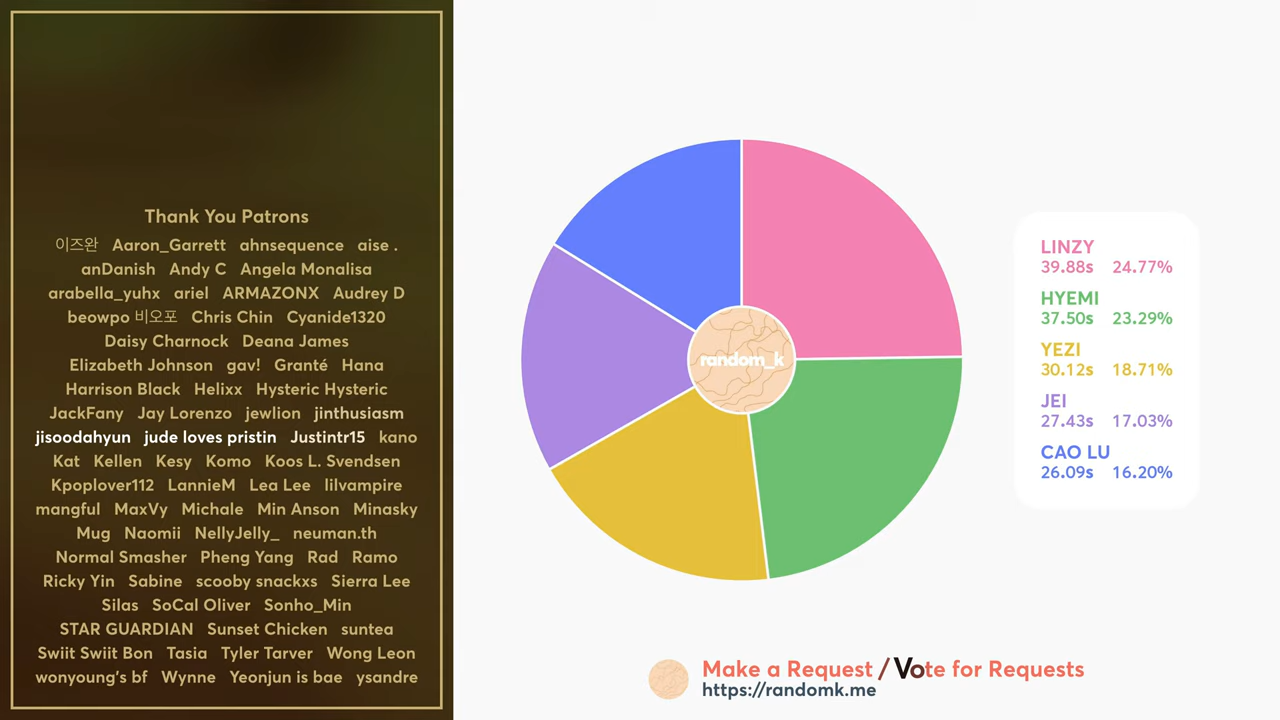 Thank You Patrons
이즈완 Aaron_Garrett ahnsequence aise .
anDanish Andy C Angela Monalisa
arabella_yuhx ariel ARMAZONX Audrey D
beowpo 비오포 Chris Chin Cyanide1320
Daisy Charnock Deana James
Elizabeth Johnson gav! Granté Hana
Harrison Black Helixx Hysteric Hysteric
JackFany Jay Lorenzo jewlion jinthusiasm
jisoodahyun jude loves pristin Justintr15 kano
Kat Kellen Kesy Komo Koos L. Svendsen
Kpoplover112 LannieM Lea Lee lilvampire
mangful MaxVy Michale Min Anson Minasky
Mug Naomii NellyJelly_ neuman.th
Normal Smasher Pheng Yang Rad Ramo
Ricky Yin Sabine scooby snackxs Sierra Lee
Silas SoCal Oliver Sonho_Min
STAR GUARDIAN Sunset Chicken suntea
Swiit Swiit Bon Tasia Tyler Tarver Wong Leon
wonyoung's bf Wynne Yeonjun is bae ysandre
random_k
LINZY
39.88s 24.77%
HYEMI
37.50s 23.29%
YEZI
30.12s 18.71%
JEI
27.43s 17.03%
CAO LU
26.09s 16.20%
Make a Request / Vote for Requests
https://randomk.me